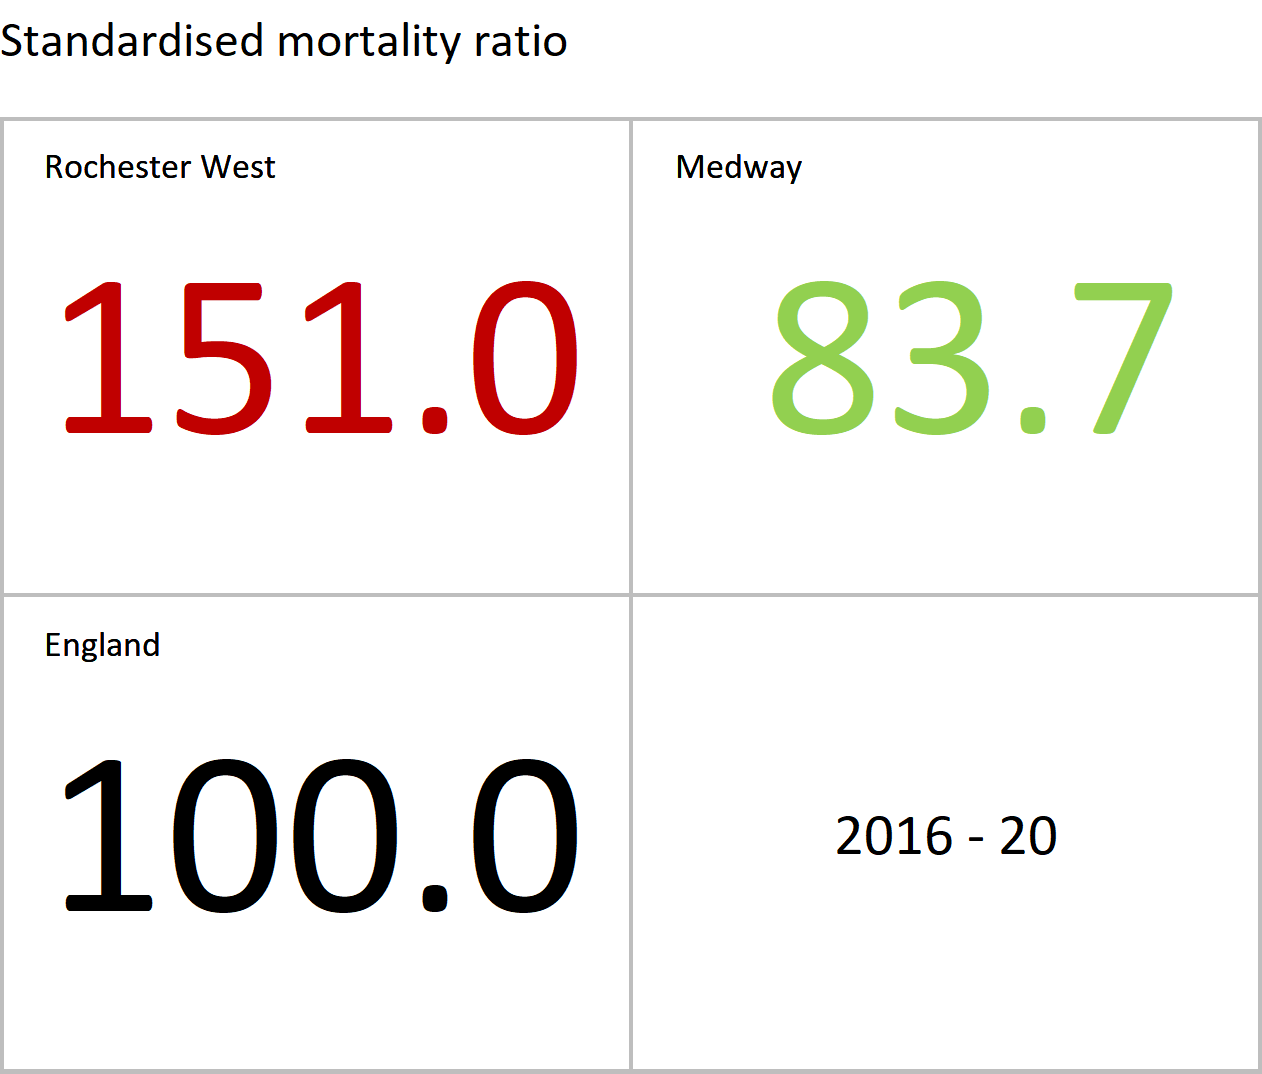 Standardised mortality ratio
Rochester West
151.0
Medway
83.7
England
100.0
2016 - 20